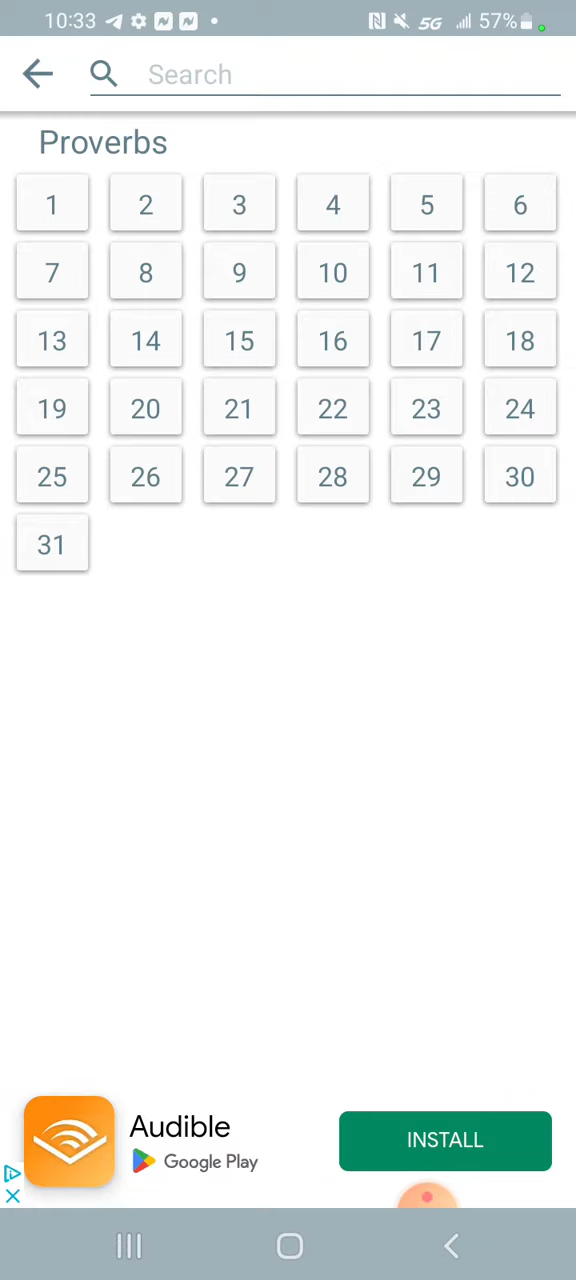 10:33 5G 57%
Search
Proverbs
1 2 3 4 5 6
7 8 9 10 11 12
13 14 15 16 17 18
19 20 21 22 23 24
25 26 27 28 29 30
31
Audible
Google Play
INSTALL